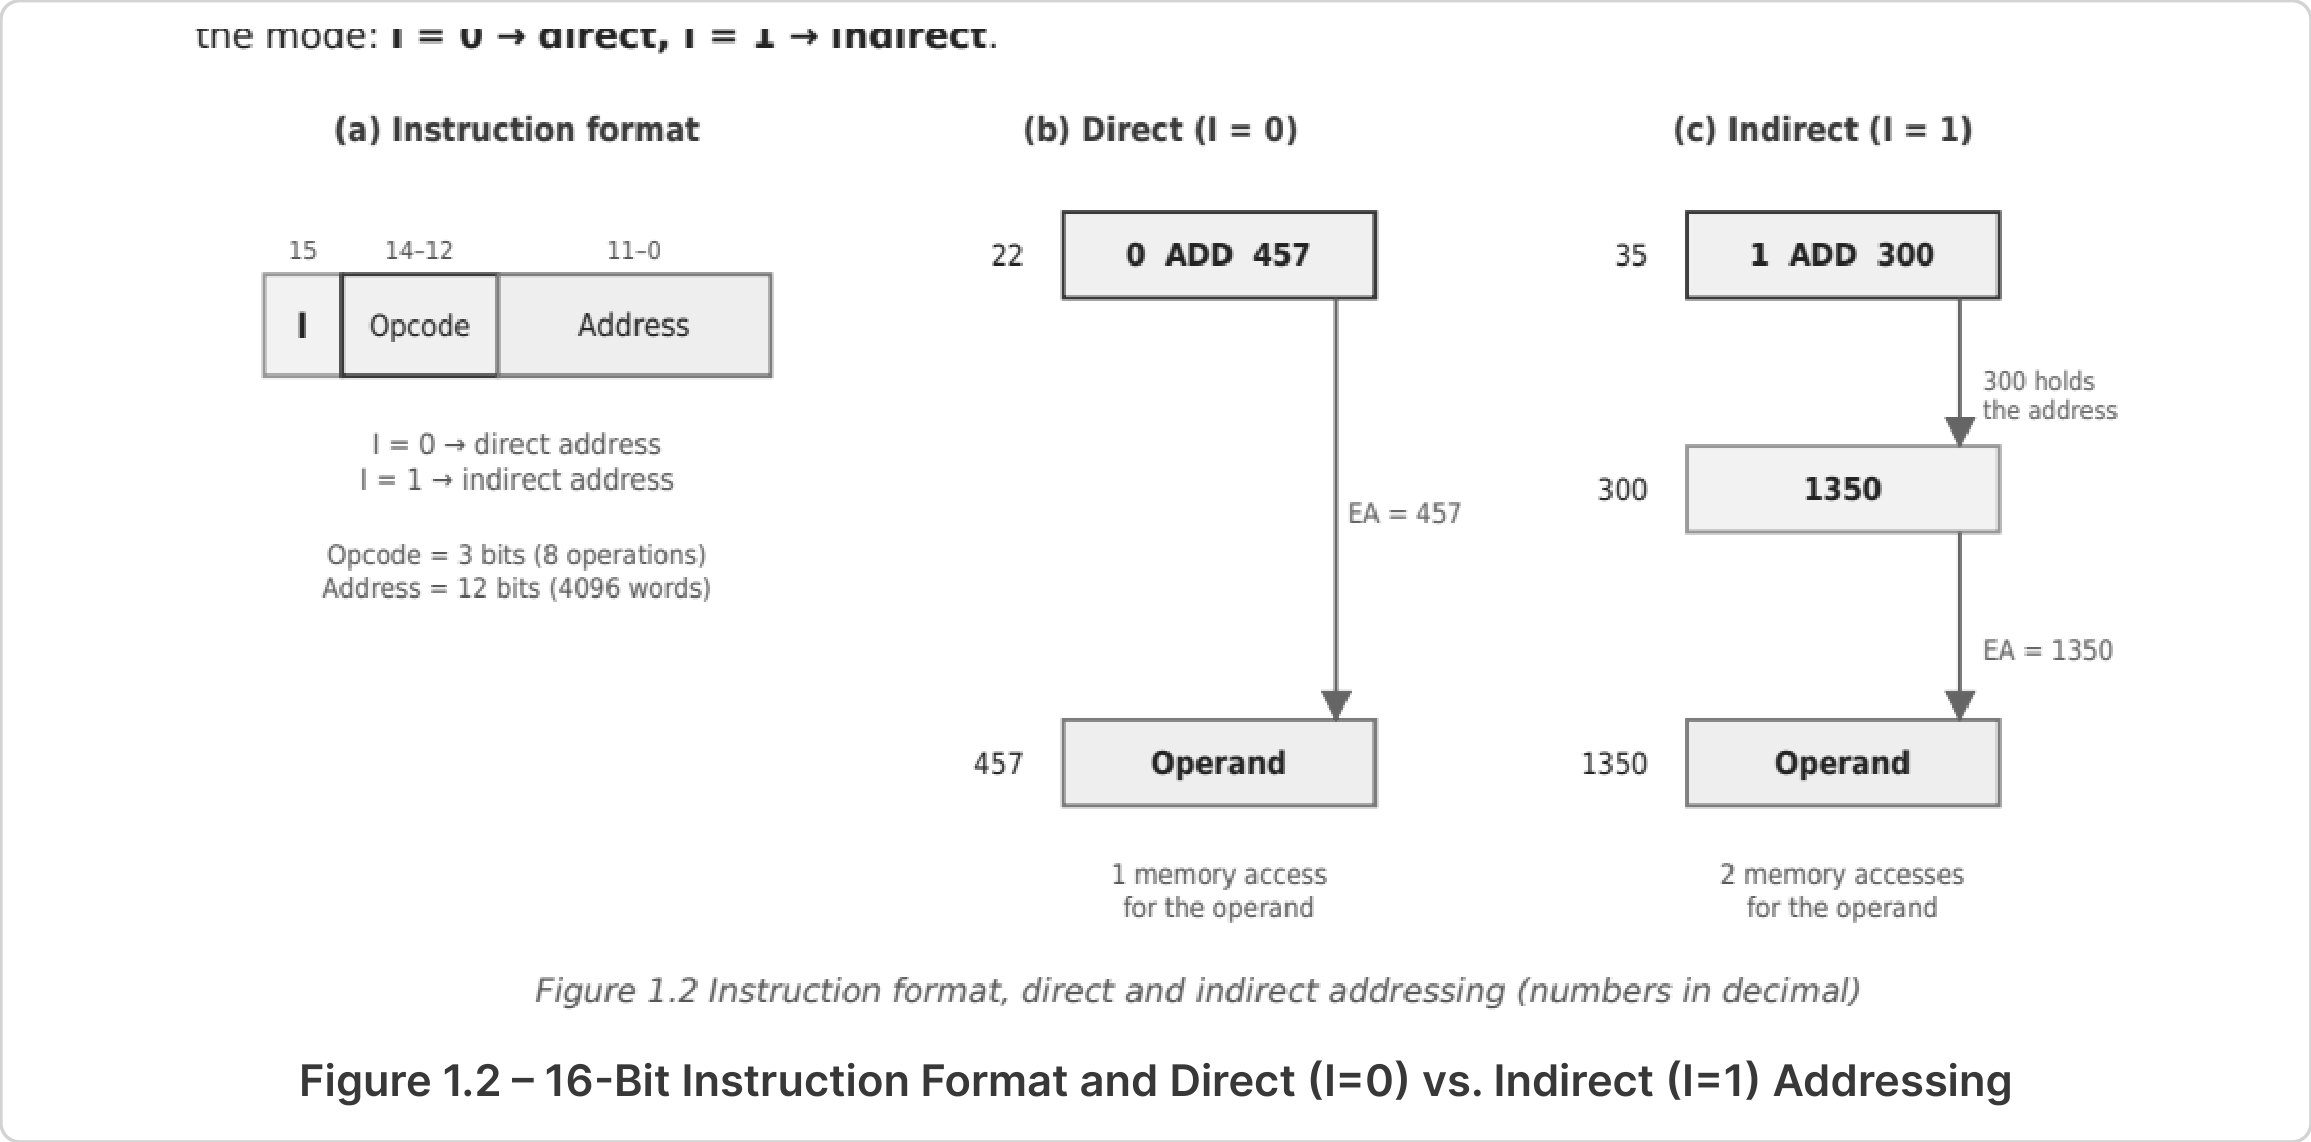 the mode: I = 0 → direct, I = 1 → indirect.
(a) Instruction format
15 14–12 11–0
I Opcode Address
I = 0 → direct address
I = 1 → indirect address
Opcode = 3 bits (8 operations)
Address = 12 bits (4096 words)
(b) Direct (I = 0)
22 0 ADD 457
EA = 457
457 Operand
1 memory access
for the operand
(c) Indirect (I = 1)
35 1 ADD 300
300 holds
the address
300 1350
EA = 1350
1350 Operand
2 memory accesses
for the operand
Figure 1.2 Instruction format, direct and indirect addressing (numbers in decimal)
Figure 1.2 – 16-Bit Instruction Format and Direct (I=0) vs. Indirect (I=1) Addressing